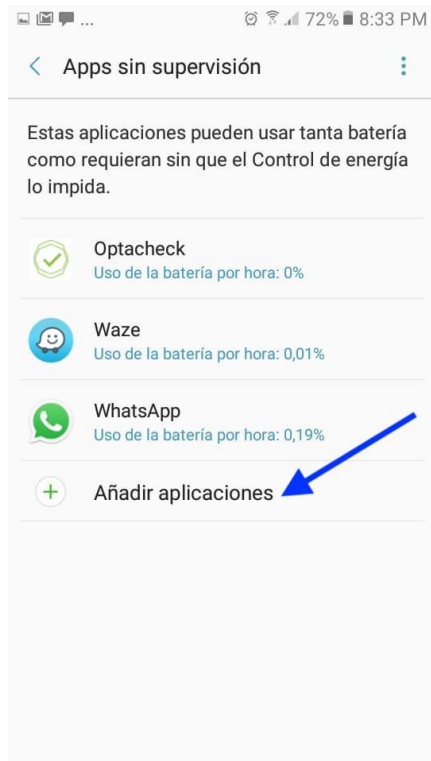 ... 72% 8:33 PM
Apps sin supervisión
Estas aplicaciones pueden usar tanta batería
como requieran sin que el Control de energía
lo impida.
Optacheck
Uso de la batería por hora: 0%
Waze
Uso de la batería por hora: 0,01%
WhatsApp
Uso de la batería por hora: 0,19%
Añadir aplicaciones